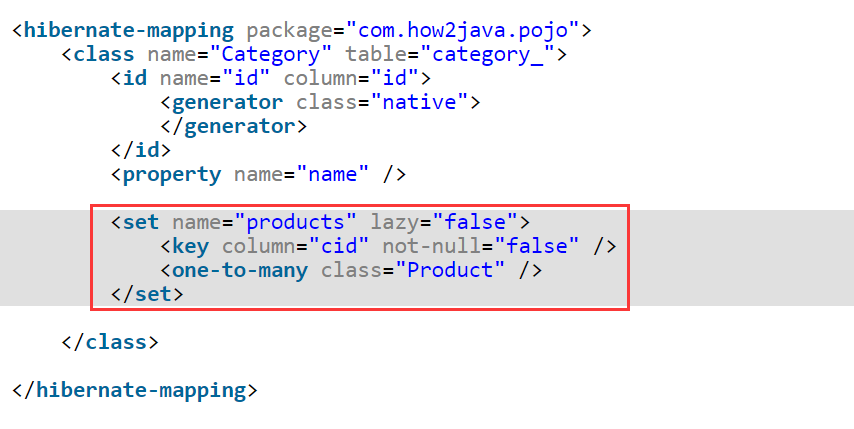 <hibernate-mapping package="com.how2java.pojo">
    <class name="Category" table="category_">
        <id name="id" column="id">
            <generator class="native">
            </generator>
        </id>
        <property name="name" />
        <set name="products" lazy="false">
            <key column="cid" not-null="false" />
            <one-to-many class="Product" />
        </set>
    </class>
</hibernate-mapping>